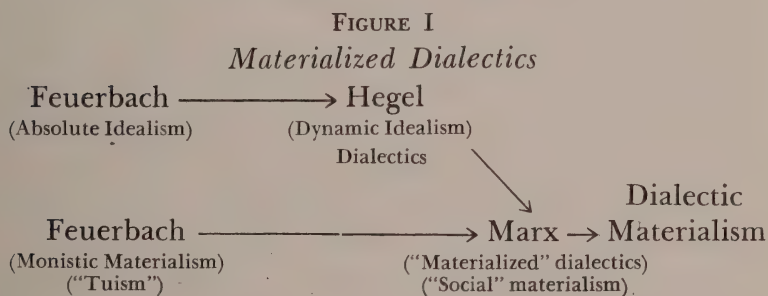 FIGURE I
Materialized Dialectics
Feuerbach Hegel
(Absolute Idealism) (Dynamic Idealism)
Dialectics
Dialectic
Feuerbach Marx Materialism
(Monistic Materialism) ("Materialized" dialectics)
("Tuism") ("Social" materialism)